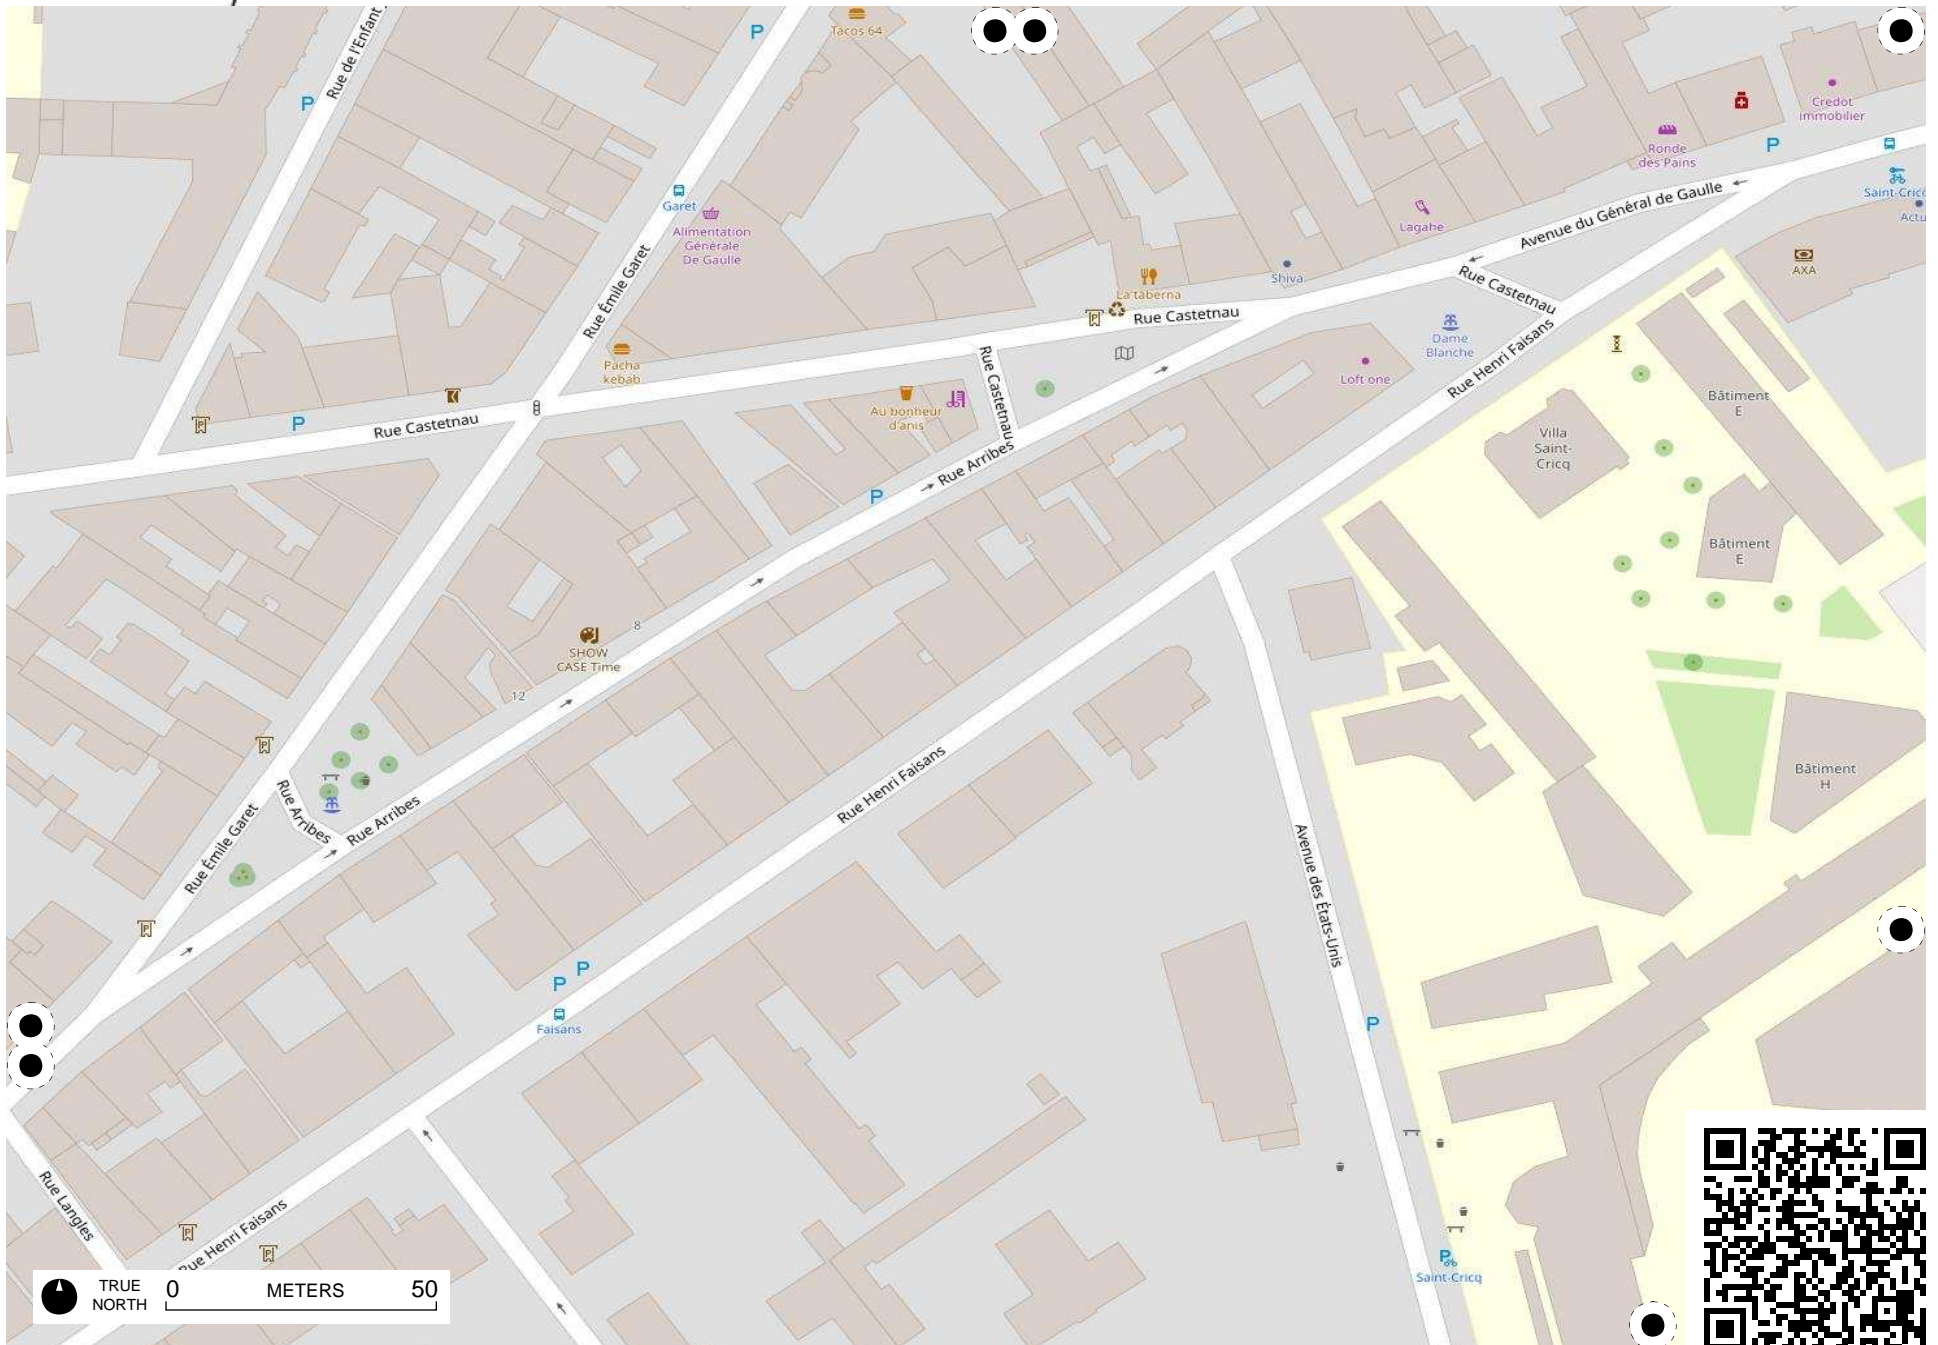 Rue de l'Enfant
Tacos 64
Garet
Alimentation
Générale
De Gaulle
Rue Émile Garet
Credot
immobilier
Ronde
des Pains
Saint-Cricq
Actu
Avenue du Général de Gaulle
Lagahe
AXA
Shiva
La taberna
Rue Castetnau
Rue Castetnau
Dame
Blanche
Rue Henri Faisans
Loft one
Pacha
kebab
Au bonheur
d'anis
Rue Castetnau
Rue Castetnau
Rue Arribes
Bâtiment
E
Villa
Saint-
Cricq
Bâtiment
E
8
SHOW
CASE Time
12
Rue Henri Faisans
Bâtiment
H
Rue Arribes
Rue Arribes
Rue Émile Garet
Avenue des États-Unis
Faisans
Rue Langles
Rue Henri Faisans
Saint-Cricq
TRUE
NORTH
0 METERS 50